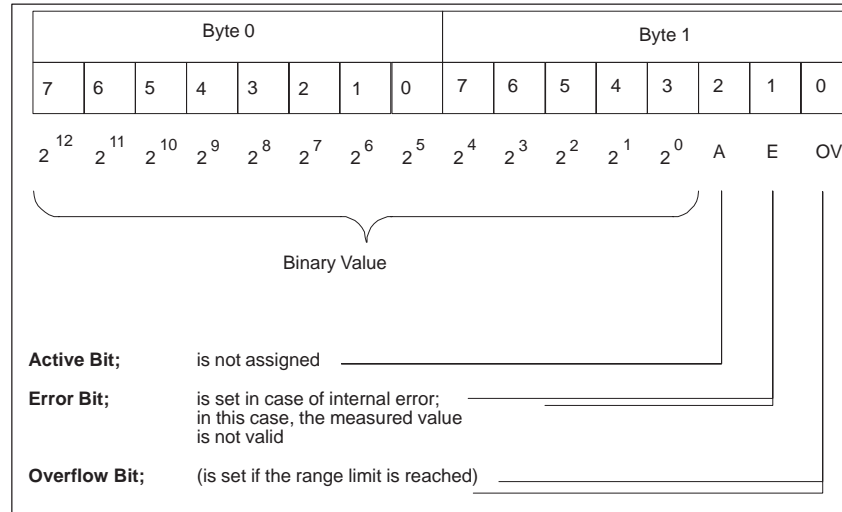 Byte 0 Byte 1
7 6 5 4 3 2 1 0 7 6 5 4 3 2 1 0
2^12 2^11 2^10 2^9 2^8 2^7 2^6 2^5 2^4 2^3 2^2 2^1 2^0 A E OV
Binary Value
Active Bit; is not assigned
Error Bit; is set in case of internal error;
in this case, the measured value
is not valid
Overflow Bit; (is set if the range limit is reached)